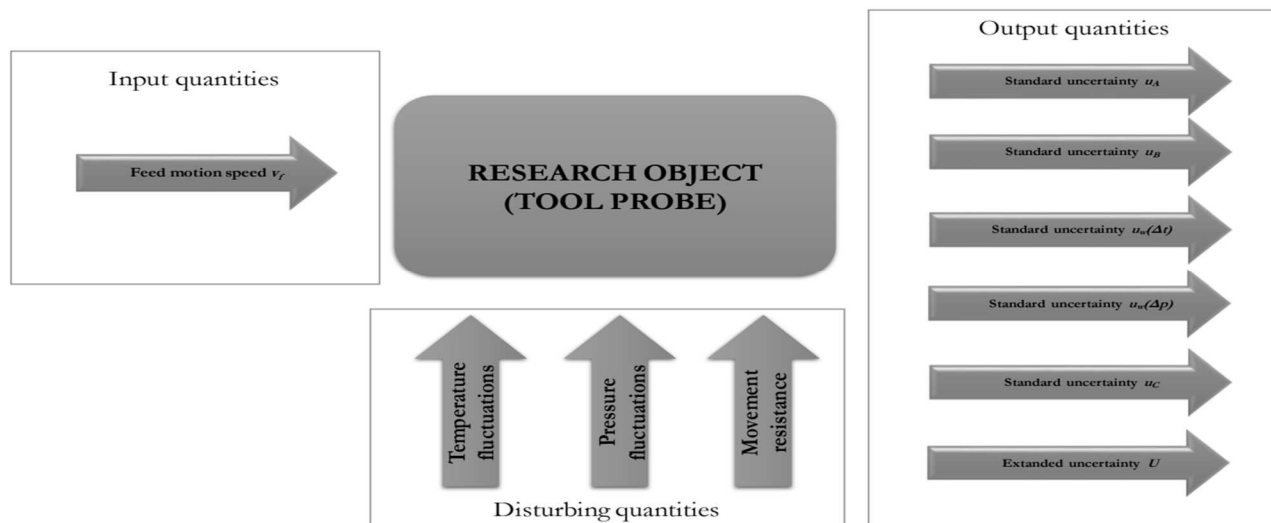 Input quantities
Feed motion speed v_f
RESEARCH OBJECT
(TOOL PROBE)
Temperature
fluctuations
Pressure
fluctuations
Movement
resistance
Disturbing quantities
Output quantities
Standard uncertainty u_A
Standard uncertainty u_B
Standard uncertainty u_w(Δt)
Standard uncertainty u_w(Δp)
Standard uncertainty u_C
Extanded uncertainty U